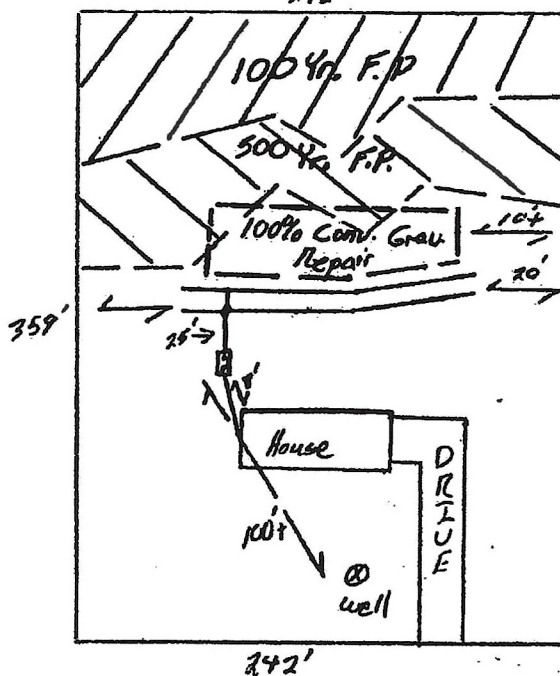 100 Yr. F.P
500 Yr. F.P.
100% Conv. Grav.
Repair
10'+
20'
359'
25'→
House
DRIVE
100'+
well
242'